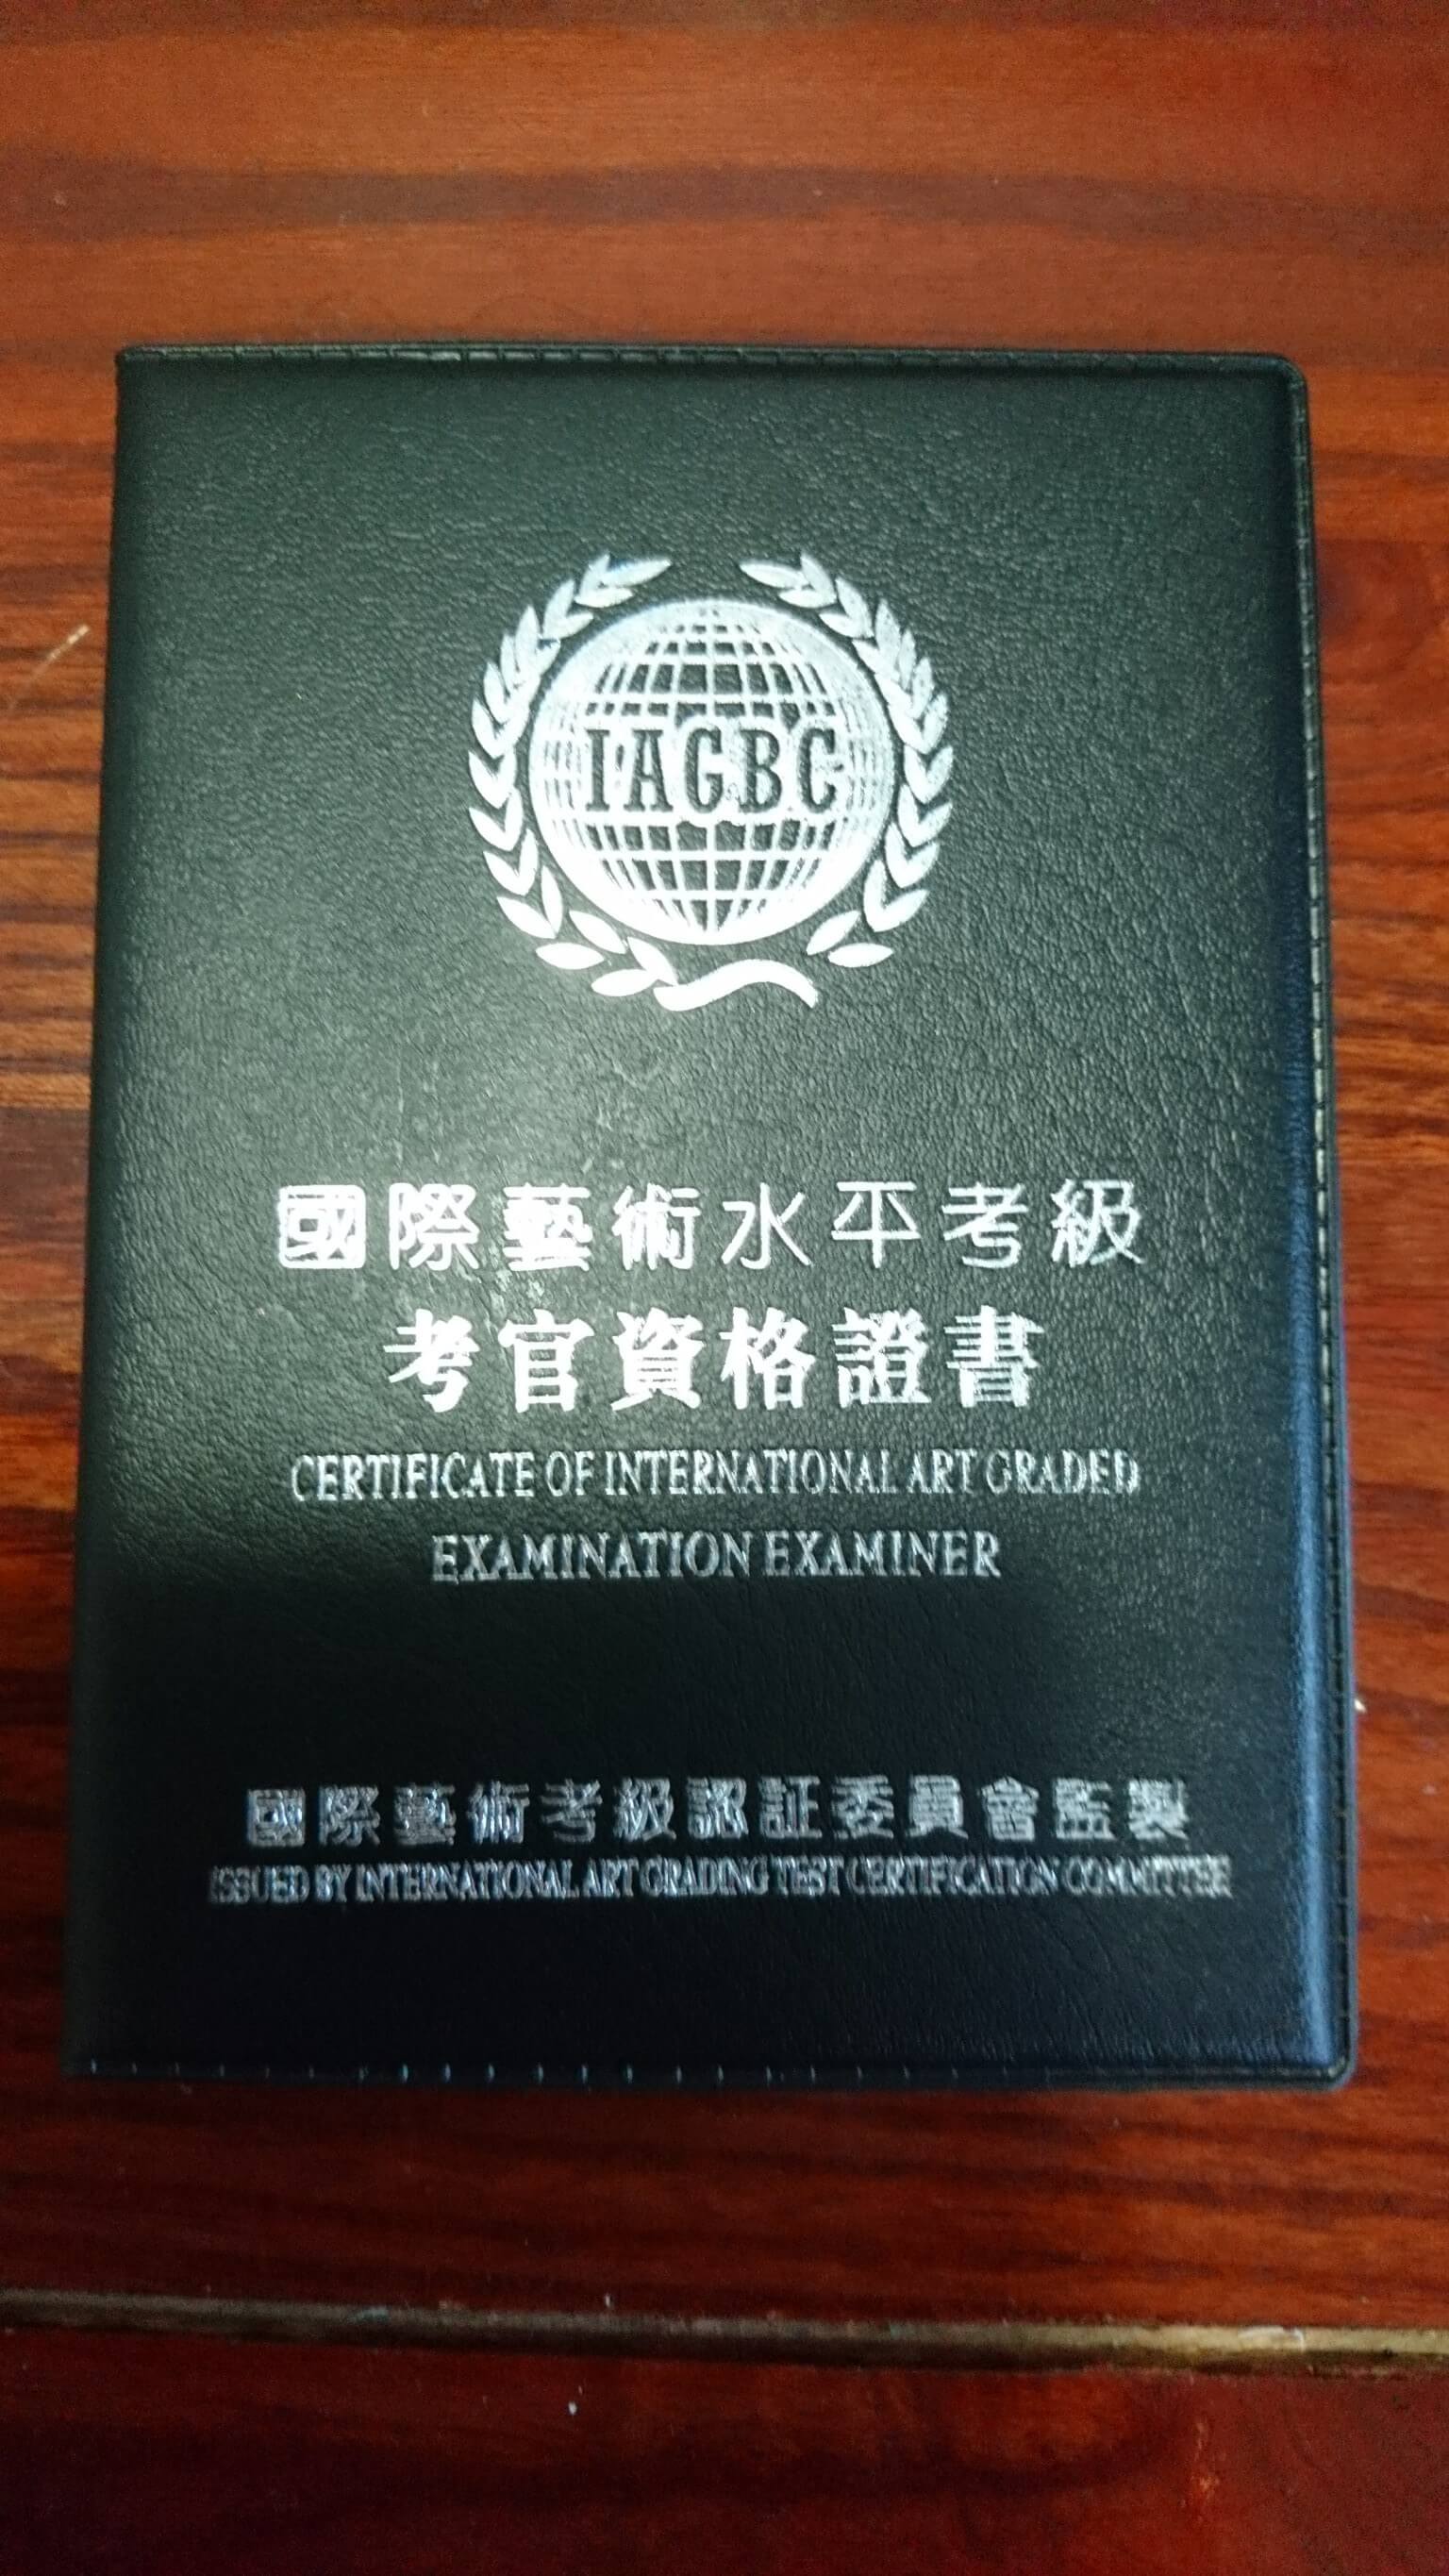 IAGBC
國際藝術水平考級
考官資格證書
CERTIFICATE OF INTERNATIONAL ART GRADED
EXAMINATION EXAMINER
國際藝術考級認証委員會監製
ISSUED BY INTERNATIONAL ART GRADING TEST CERTIFICATION COMMITTEE